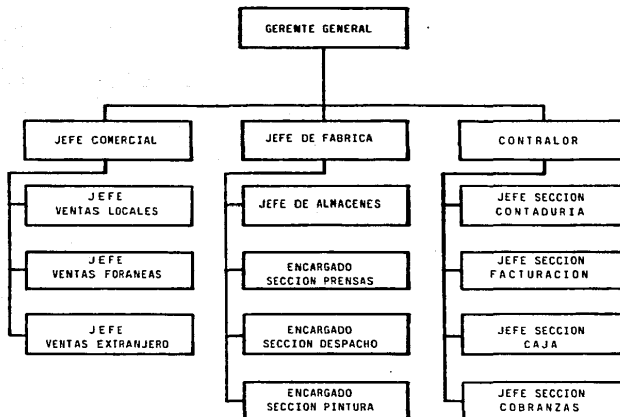 GERENTE GENERAL
JEFE COMERCIAL
JEFE DE FABRICA
CONTRALOR
JEFE
VENTAS LOCALES
JEFE DE ALMACENES
JEFE SECCION
CONTADURIA
JEFE
VENTAS FORANEAS
ENCARGADO
SECCION PRENSAS
JEFE SECCION
FACTURACION
JEFE
VENTAS EXTRANJERO
ENCARGADO
SECCION DESPACHO
JEFE SECCION
CAJA
ENCARGADO
SECCION PINTURA
JEFE SECCION
COBRANZAS